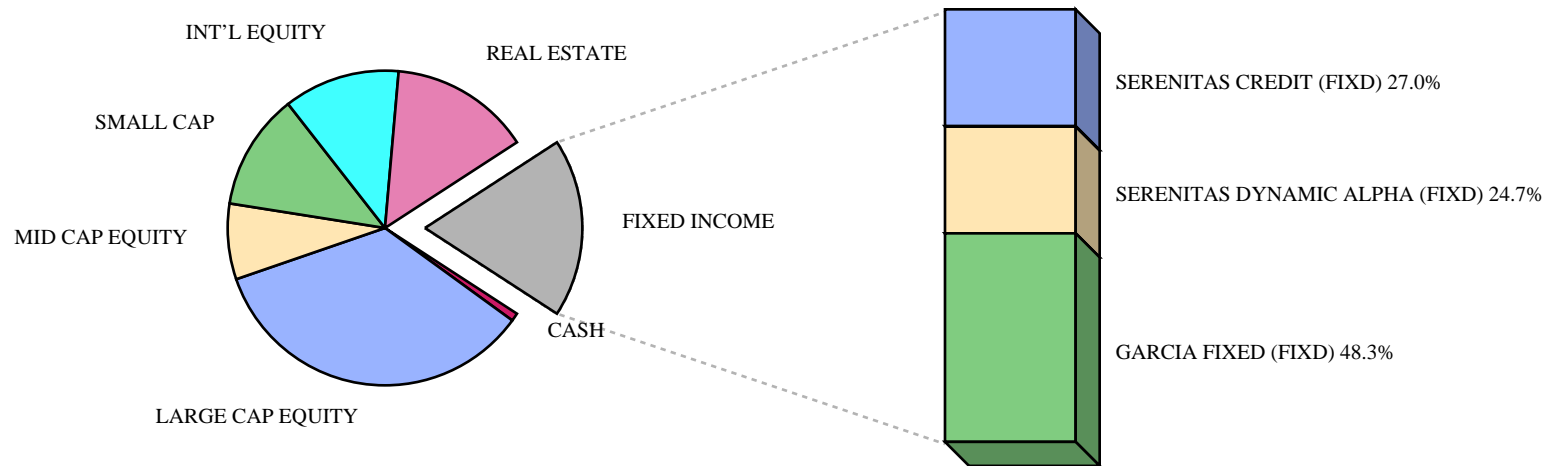 INT’L EQUITY
REAL ESTATE
SMALL CAP
MID CAP EQUITY
FIXED INCOME
CASH
LARGE CAP EQUITY
SERENITAS CREDIT (FIXD) 27.0%
SERENITAS DYNAMIC ALPHA (FIXD) 24.7%
GARCIA FIXED (FIXD) 48.3%